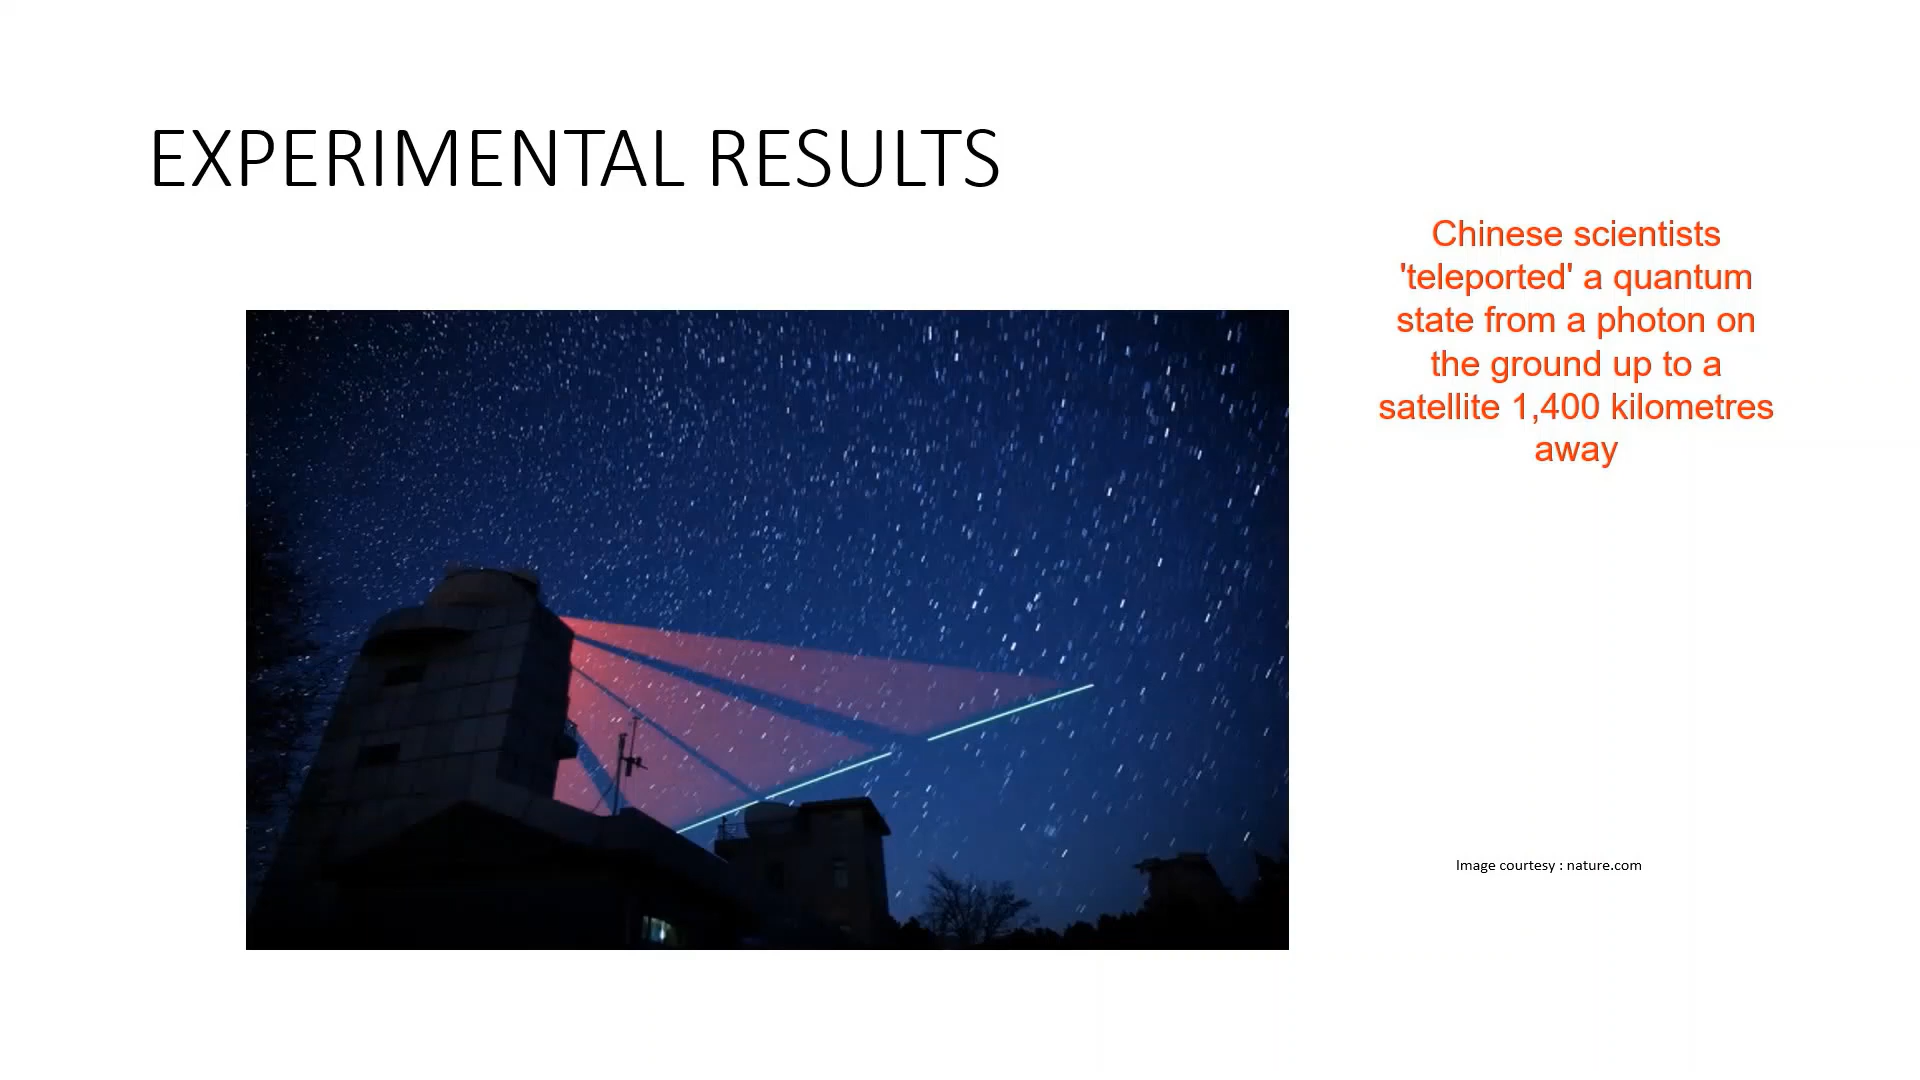 EXPERIMENTAL RESULTS
Chinese scientists
'teleported' a quantum
state from a photon on
the ground up to a
satellite 1,400 kilometres
away
Image courtesy : nature.com